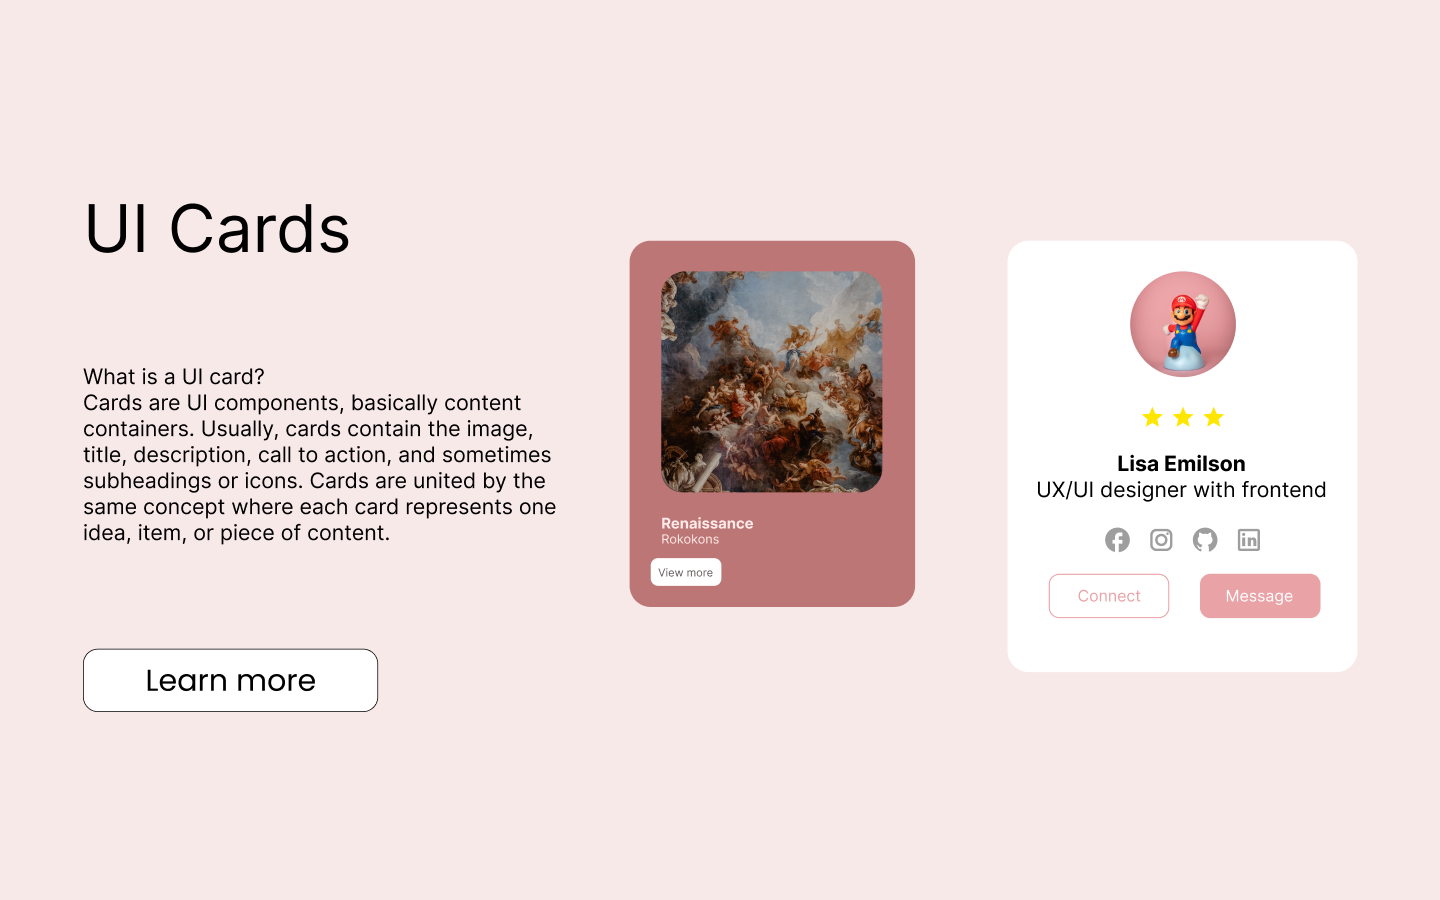 UI Cards
What is a UI card?
Cards are UI components, basically content
containers. Usually, cards contain the image,
title, description, call to action, and sometimes
subheadings or icons. Cards are united by the
same concept where each card represents one
idea, item, or piece of content.
Learn more
Renaissance
Rokokons
View more
Lisa Emilson
UX/UI designer with frontend
Connect
Message